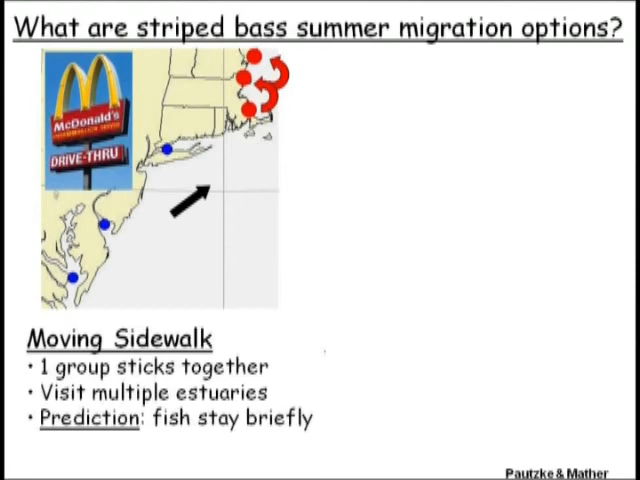 What are striped bass summer migration options?
McDonald's
DRIVE-THRU
Moving Sidewalk
• 1 group sticks together
• Visit multiple estuaries
• Prediction: fish stay briefly
Pautzke & Mather